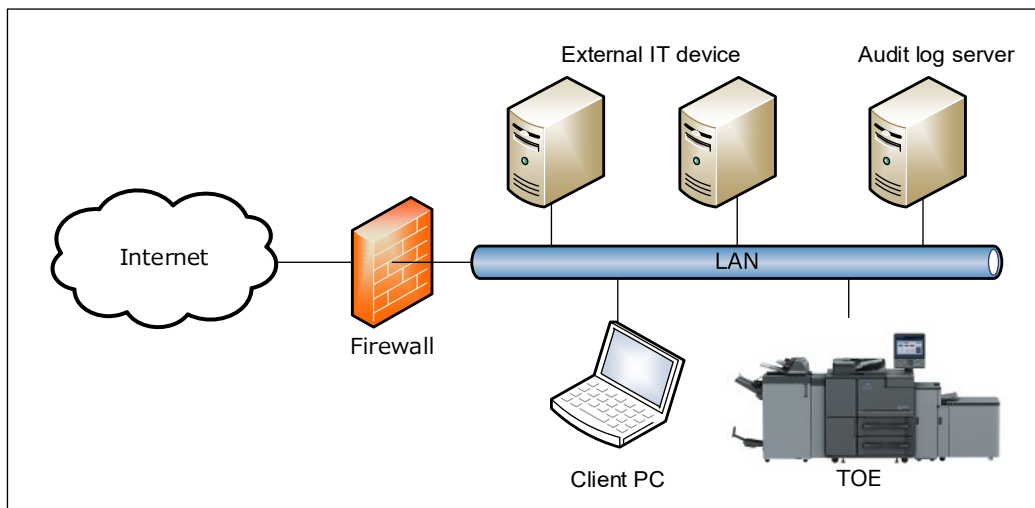 External IT device
Audit log server
Internet
LAN
Firewall
Client PC
TOE